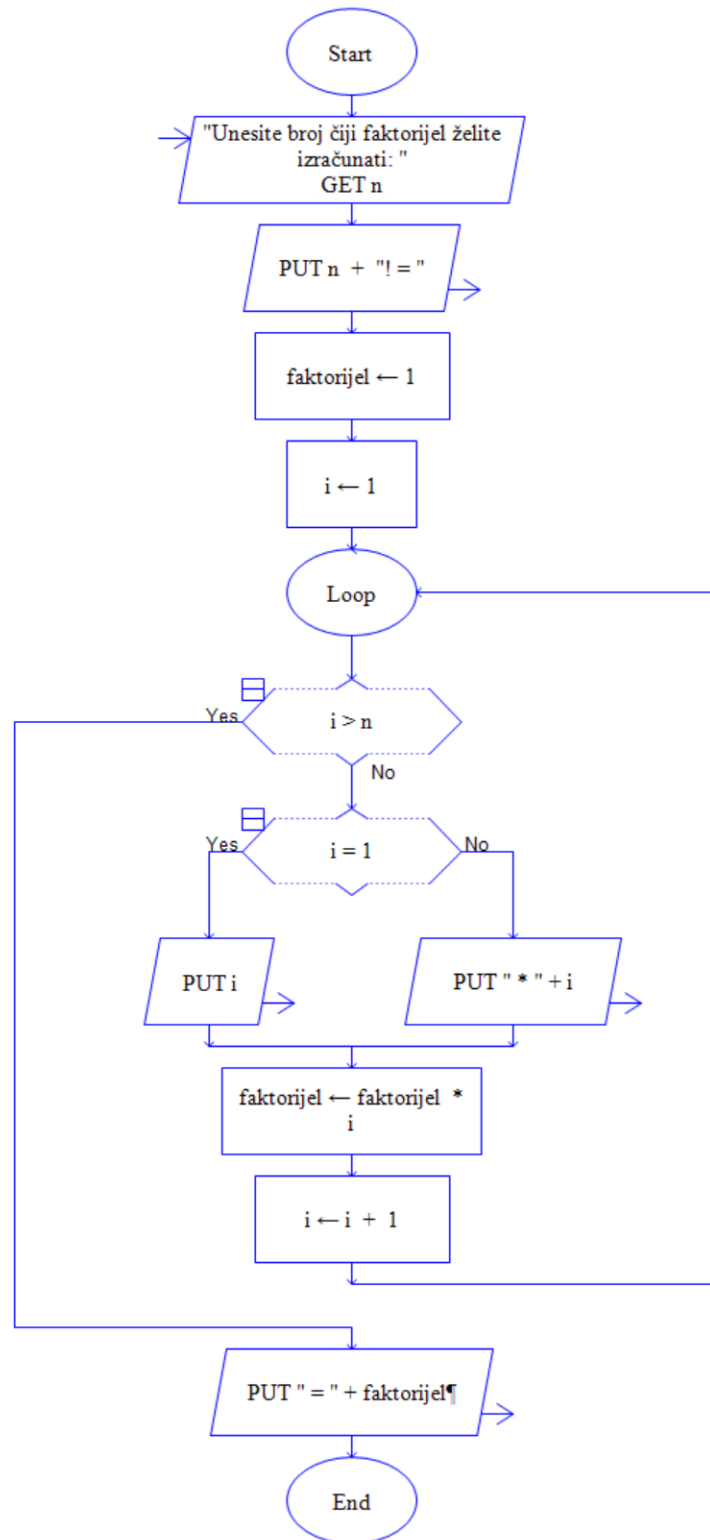 Start
"Unesite broj čiji faktorijel želite
izračunati: "
GET n
PUT n + "! = "
faktorijel ← 1
i ← 1
Loop
Yes
i > n
No
Yes
i = 1
No
PUT i
PUT " * " + i
faktorijel ← faktorijel *
i
i ← i + 1
PUT " = " + faktorijel¶
End